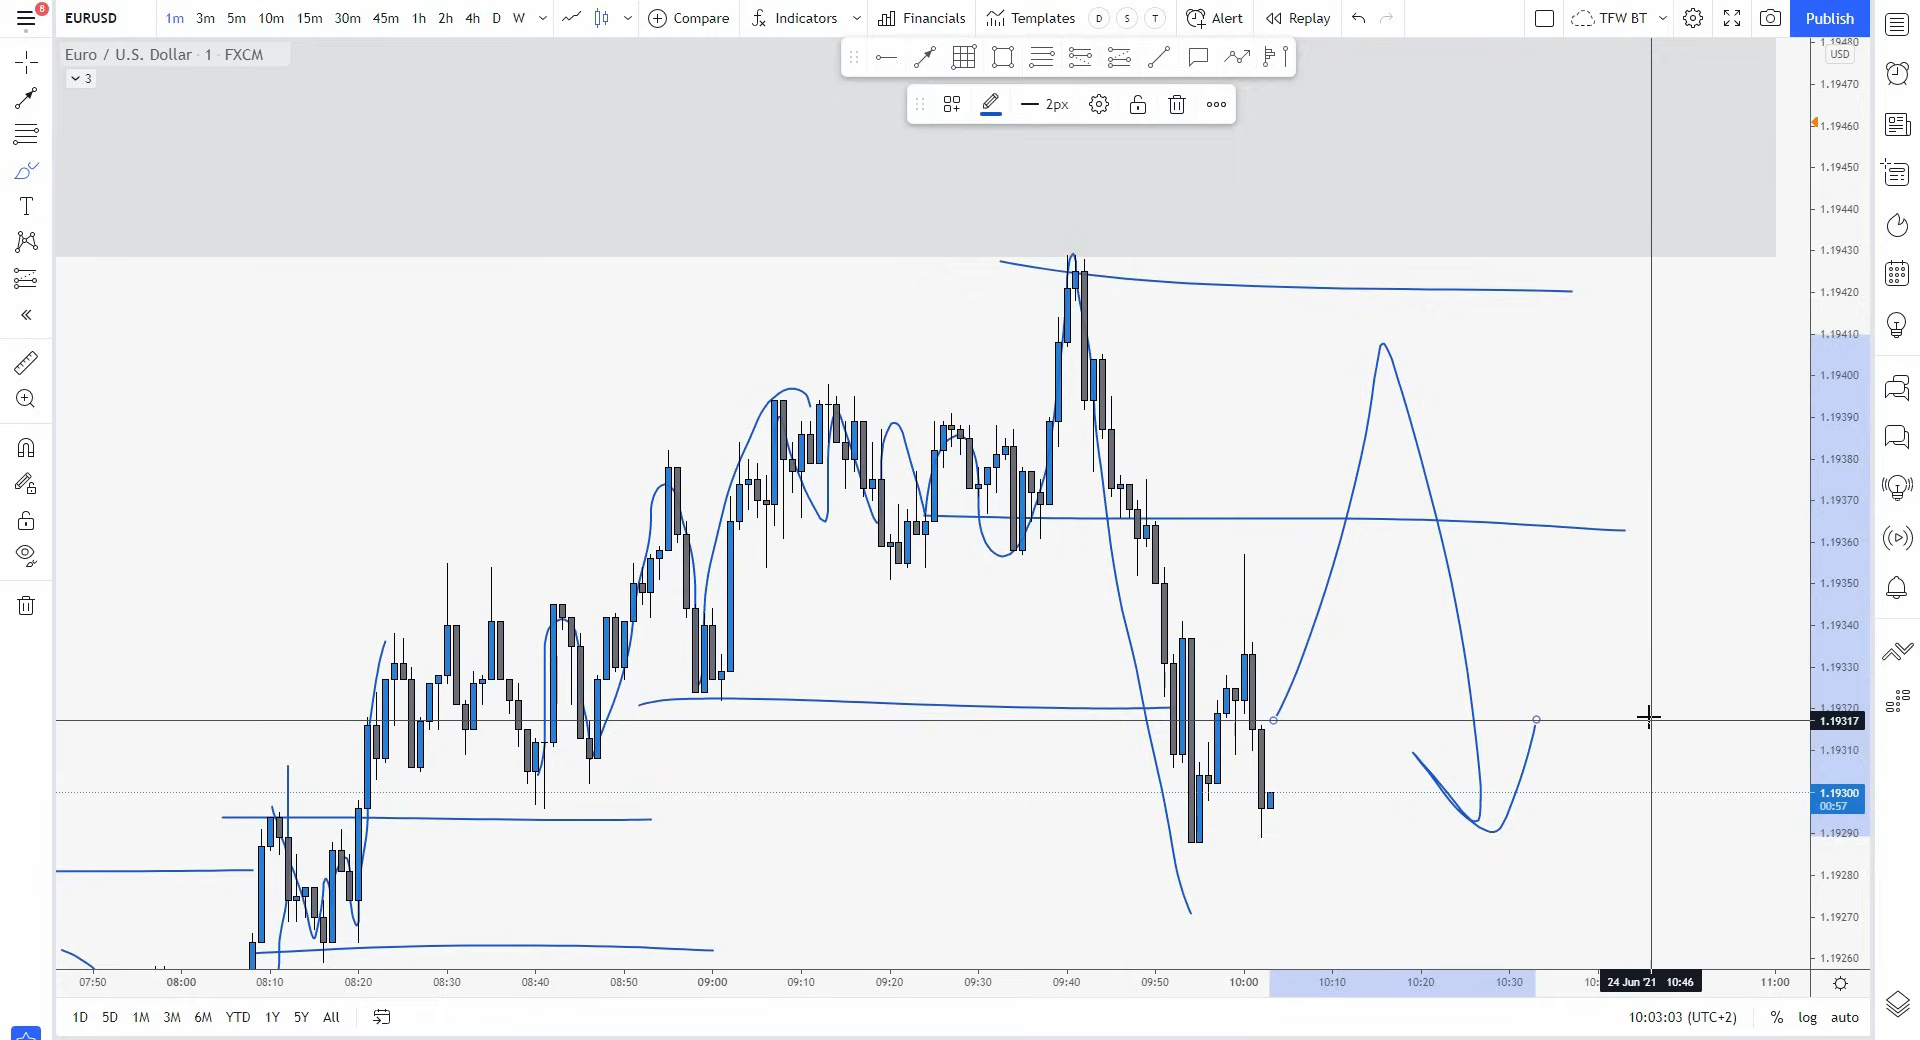 8
EURUSD
1m 3m 5m 10m 15m 30m 45m 1h 2h 4h D W
Compare
Indicators
Financials
Templates
D S T
Alert
Replay
TFW BT
Publish
Euro / U.S. Dollar · 1 · FXCM
3
2px
T
1.19480
USD
1.19470
1.19460
1.19450
1.19440
1.19430
1.19420
1.19410
1.19400
1.19390
1.19380
1.19370
1.19360
1.19350
1.19340
1.19330
1.19320
1.19317
1.19310
1.19300
00:57
1.19290
1.19280
1.19270
1.19260
07:50 08:00 08:10 08:20 08:30 08:40 08:50 09:00 09:10 09:20 09:30 09:40 09:50 10:00 10:10 10:20 10:30 24 Jun '21 10:46 11:00
1D 5D 1M 3M 6M YTD 1Y 5Y All
10:03:03 (UTC+2)
% log auto